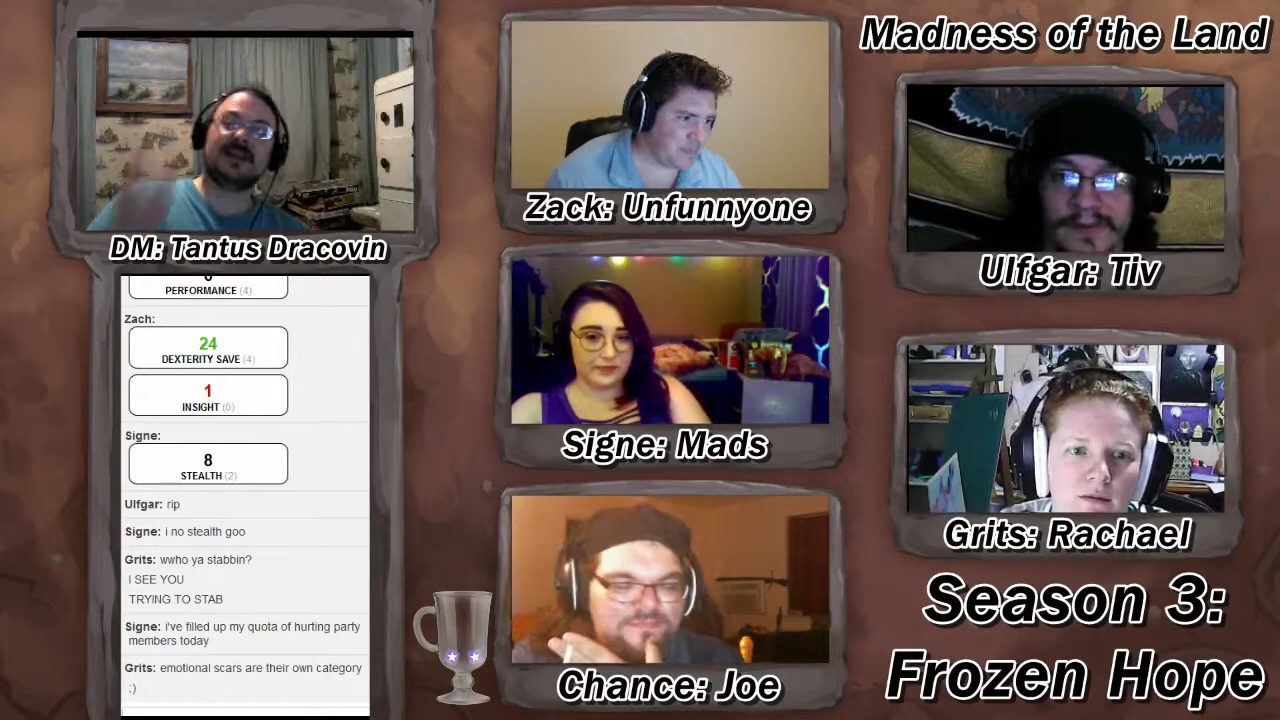 Madness of the Land
DM: Tantus Dracovin
Zack: Unfunnyone
Ulfgar: Tiv
Signe: Mads
Grits: Rachael
Chance: Joe
Season 3:
Frozen Hope
PERFORMANCE (4)
Zach:
24
DEXTERITY SAVE (4)
1
INSIGHT (0)
Signe:
8
STEALTH (2)
Ulfgar: rip
Signe: i no stealth goo
Grits: wwho ya stabbin?
I SEE YOU
TRYING TO STAB
Signe: i've filled up my quota of hurting party
members today
Grits: emotional scars are their own category
;)